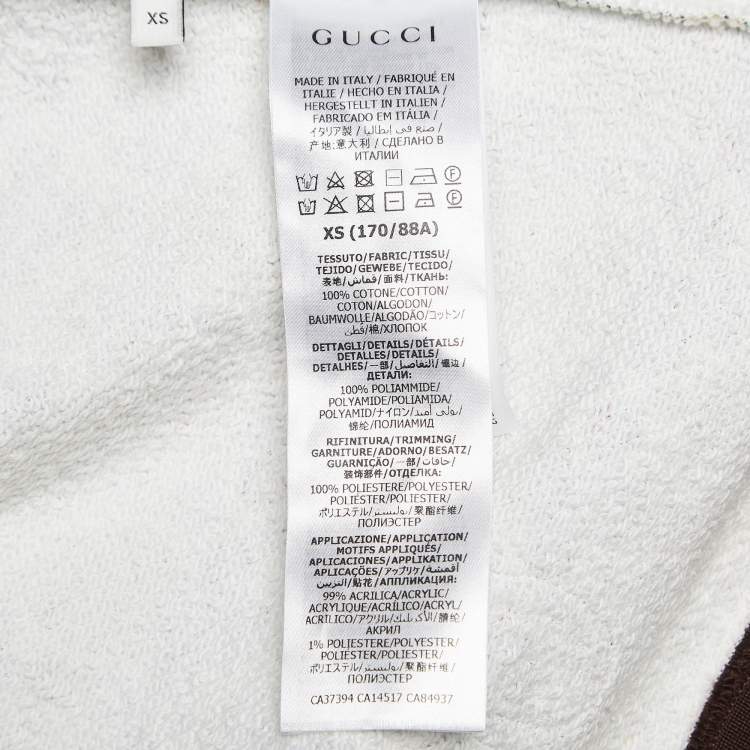 XS
GUCCI
MADE IN ITALY / FABRIQUÉ EN
ITALIE / HECHO EN ITALIA /
HERGESTELLT IN ITALIEN /
FABRICADO EM ITÁLIA /
イタリア製 / صنع في إيطاليا /
产地:意大利 / СДЕЛАНО В
ИТАЛИИ
XS (170/88A)
TESSUTO/FABRIC/TISSU/
TEJIDO/GEWEBE/TECIDO/
表地/قماش/面料/ТКАНЬ:
100% COTONE/COTTON/
COTON/ALGODON/
BAUMWOLLE/ALGODÃO/コットン/
قطن/棉/ХЛОПОК
DETTAGLI/DETAILS/DÉTAILS/
DETALLES/DETAILS/
DETALHES/一部/التفاصيل/镶边/
ДЕТАЛИ:
100% POLIAMMIDE/
POLYAMIDE/POLIAMIDA/
POLYAMID/ナイロン/بولي أميد/
锦纶/ПОЛИАМИД
RIFINITURA/TRIMMING/
GARNITURE/ADORNO/BESATZ/
GUARNIÇÃO/一部/حافات/
装饰部件/ОТДЕЛКА:
100% POLIESTERE/POLYESTER/
POLIÉSTER/POLYESTER/
ポリエステル/بوليستر/聚酯纤维/
ПОЛИЭСТЕР
APPLICAZIONE/APPLICATION/
MOTIFS APPLIQUÉS/
APLICACIONES/APPLIKATION/
APLICAÇÕES/アップリケ/أقمشة
التزيين/贴花/АППЛИКАЦИЯ:
99% ACRILICA/ACRYLIC/
ACRYLIQUE/ACRÍLICO/ACRYL/
ACRÍLICO/アクリル/الأكريليك/腈纶/
АКРИЛ
1% POLIESTERE/POLYESTER/
POLIÉSTER/POLYESTER/
ポリエステル/بوليستر/聚酯纤维/
ПОЛИЭСТЕР
CA37394 CA14517 CA84937